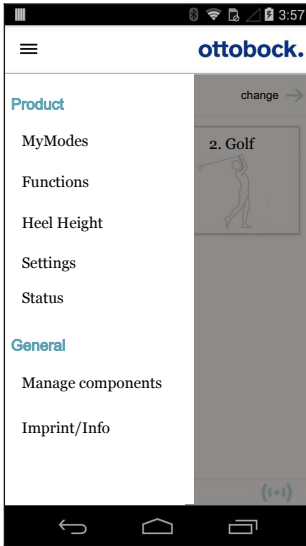 3:57
ottobock.
change
Product
MyModes
2. Golf
Functions
Heel Height
Settings
Status
General
Manage components
Imprint/Info